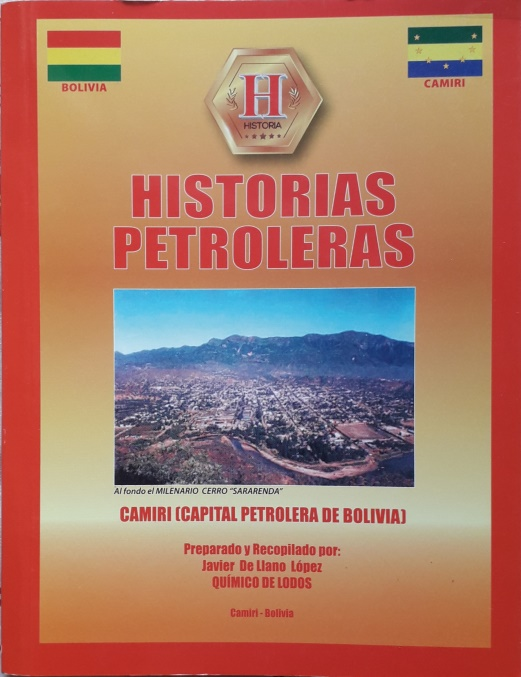 BOLIVIA
CAMIRI
H
HISTORIA
HISTORIAS
PETROLERAS
Al fondo el MILENARIO CERRO "SARARENDA"
CAMIRI (CAPITAL PETROLERA DE BOLIVIA)
Preparado y Recopilado por:
Javier De Llano López
QUÍMICO DE LODOS
Camiri - Bolivia